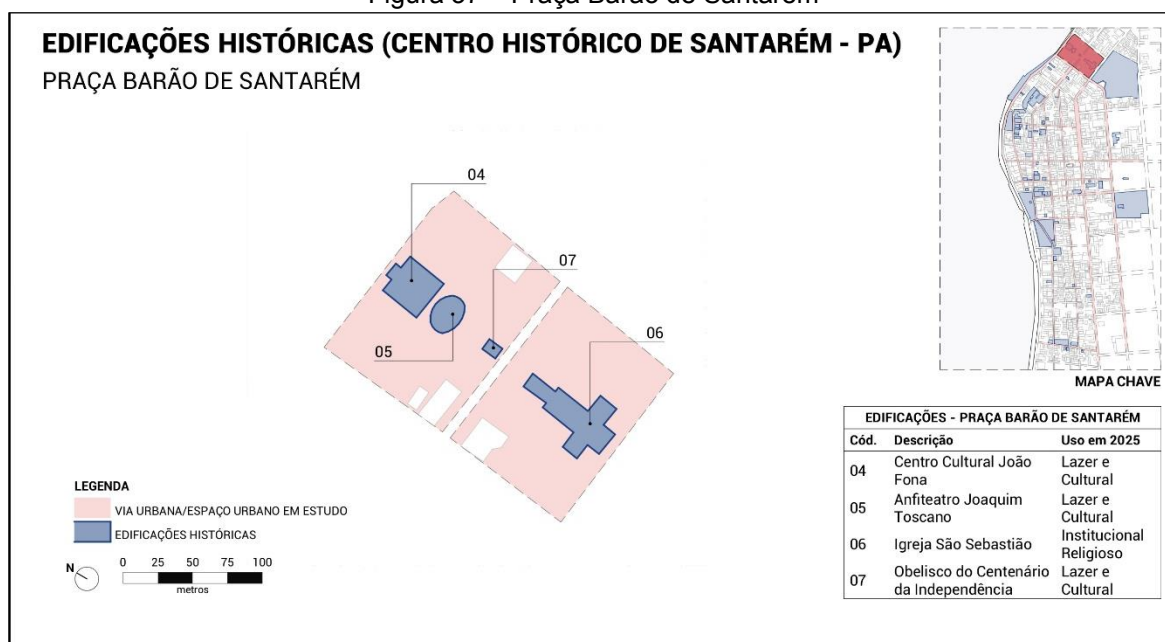 Figura 37 – Praça Barão de Santarém
EDIFICAÇÕES HISTÓRICAS (CENTRO HISTÓRICO DE SANTARÉM - PA)
PRAÇA BARÃO DE SANTARÉM
04
07
06
05
MAPA CHAVE
EDIFICAÇÕES - PRAÇA BARÃO DE SANTARÉM
Cód. Descrição Uso em 2025
04 Centro Cultural João Fona Lazer e Cultural
05 Anfiteatro Joaquim Toscano Lazer e Cultural
06 Igreja São Sebastião Institucional Religioso
07 Obelisco do Centenário da Independência Lazer e Cultural
LEGENDA
VIA URBANA/ESPAÇO URBANO EM ESTUDO
EDIFICAÇÕES HISTÓRICAS
N
0 25 50 75 100
metros